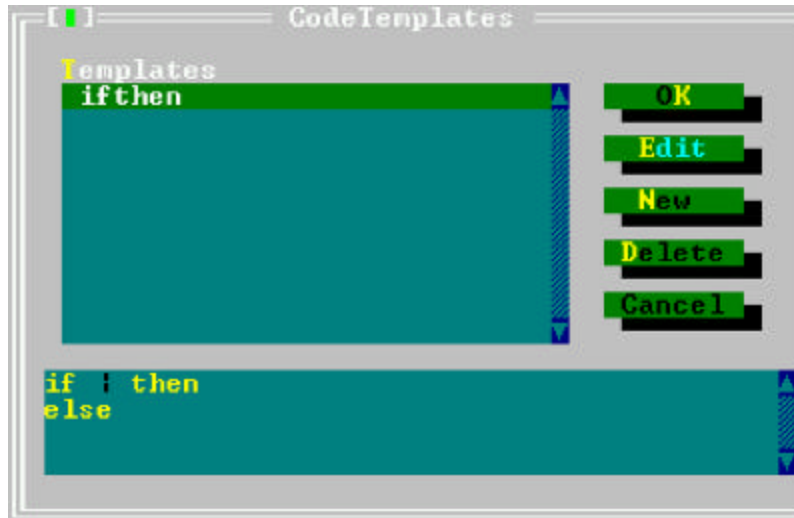 CodeTemplates
Templates
ifthen
OK
Edit
New
Delete
Cancel
if | then
else